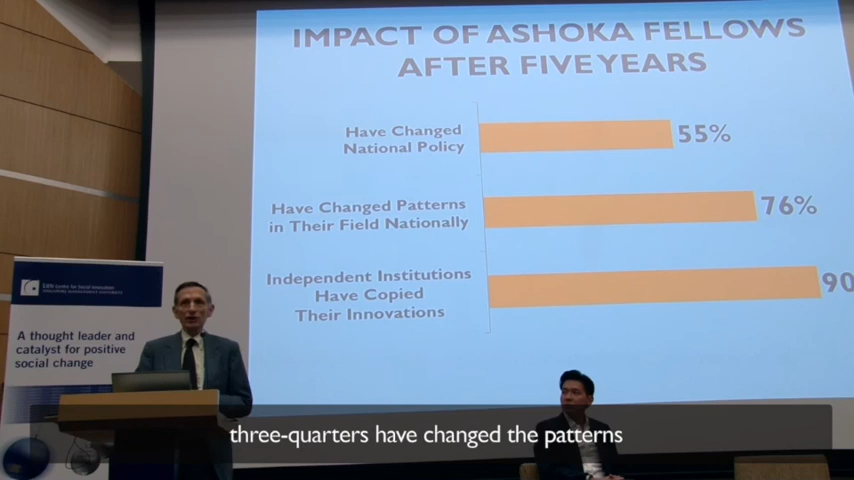 IMPACT OF ASHOKA FELLOWS
AFTER FIVE YEARS
Have Changed
National Policy
55%
Have Changed Patterns
in Their Field Nationally
76%
Independent Institutions
Have Copied
Their Innovations
90
A thought leader and
catalyst for positive
social change
three-quarters have changed the patterns